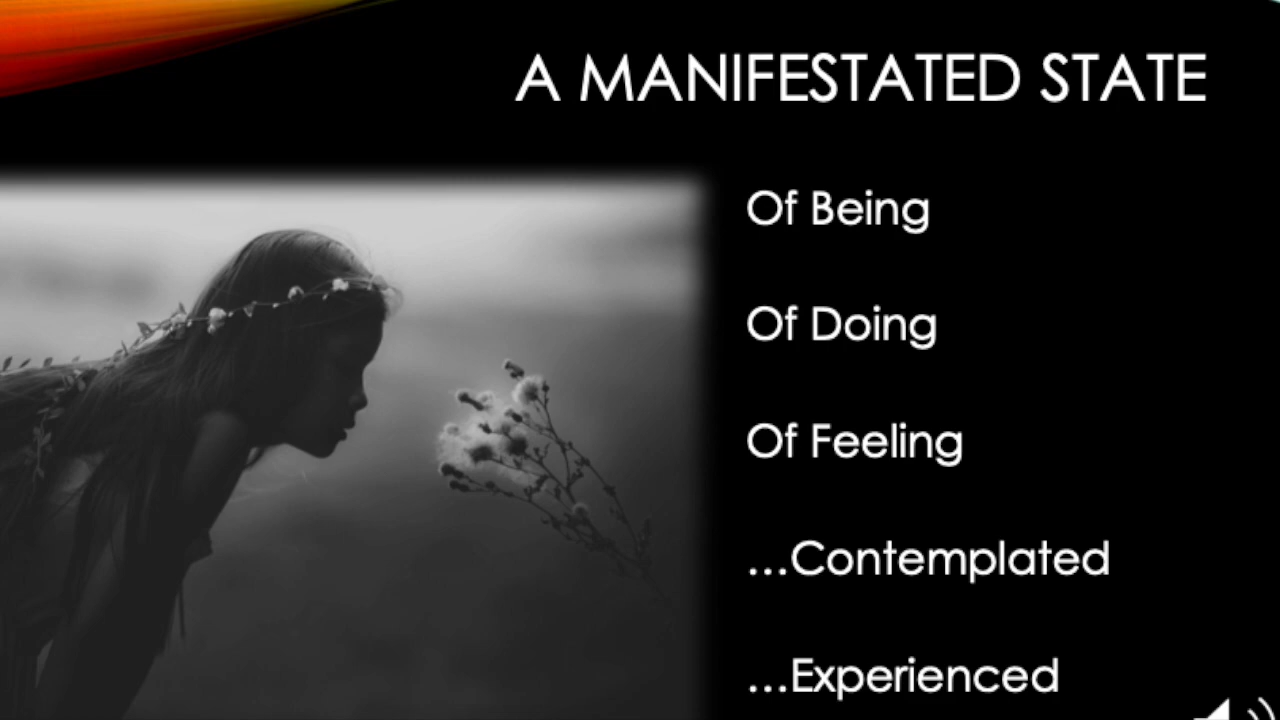 A MANIFESTATED STATE
Of Being
Of Doing
Of Feeling
...Contemplated
...Experienced